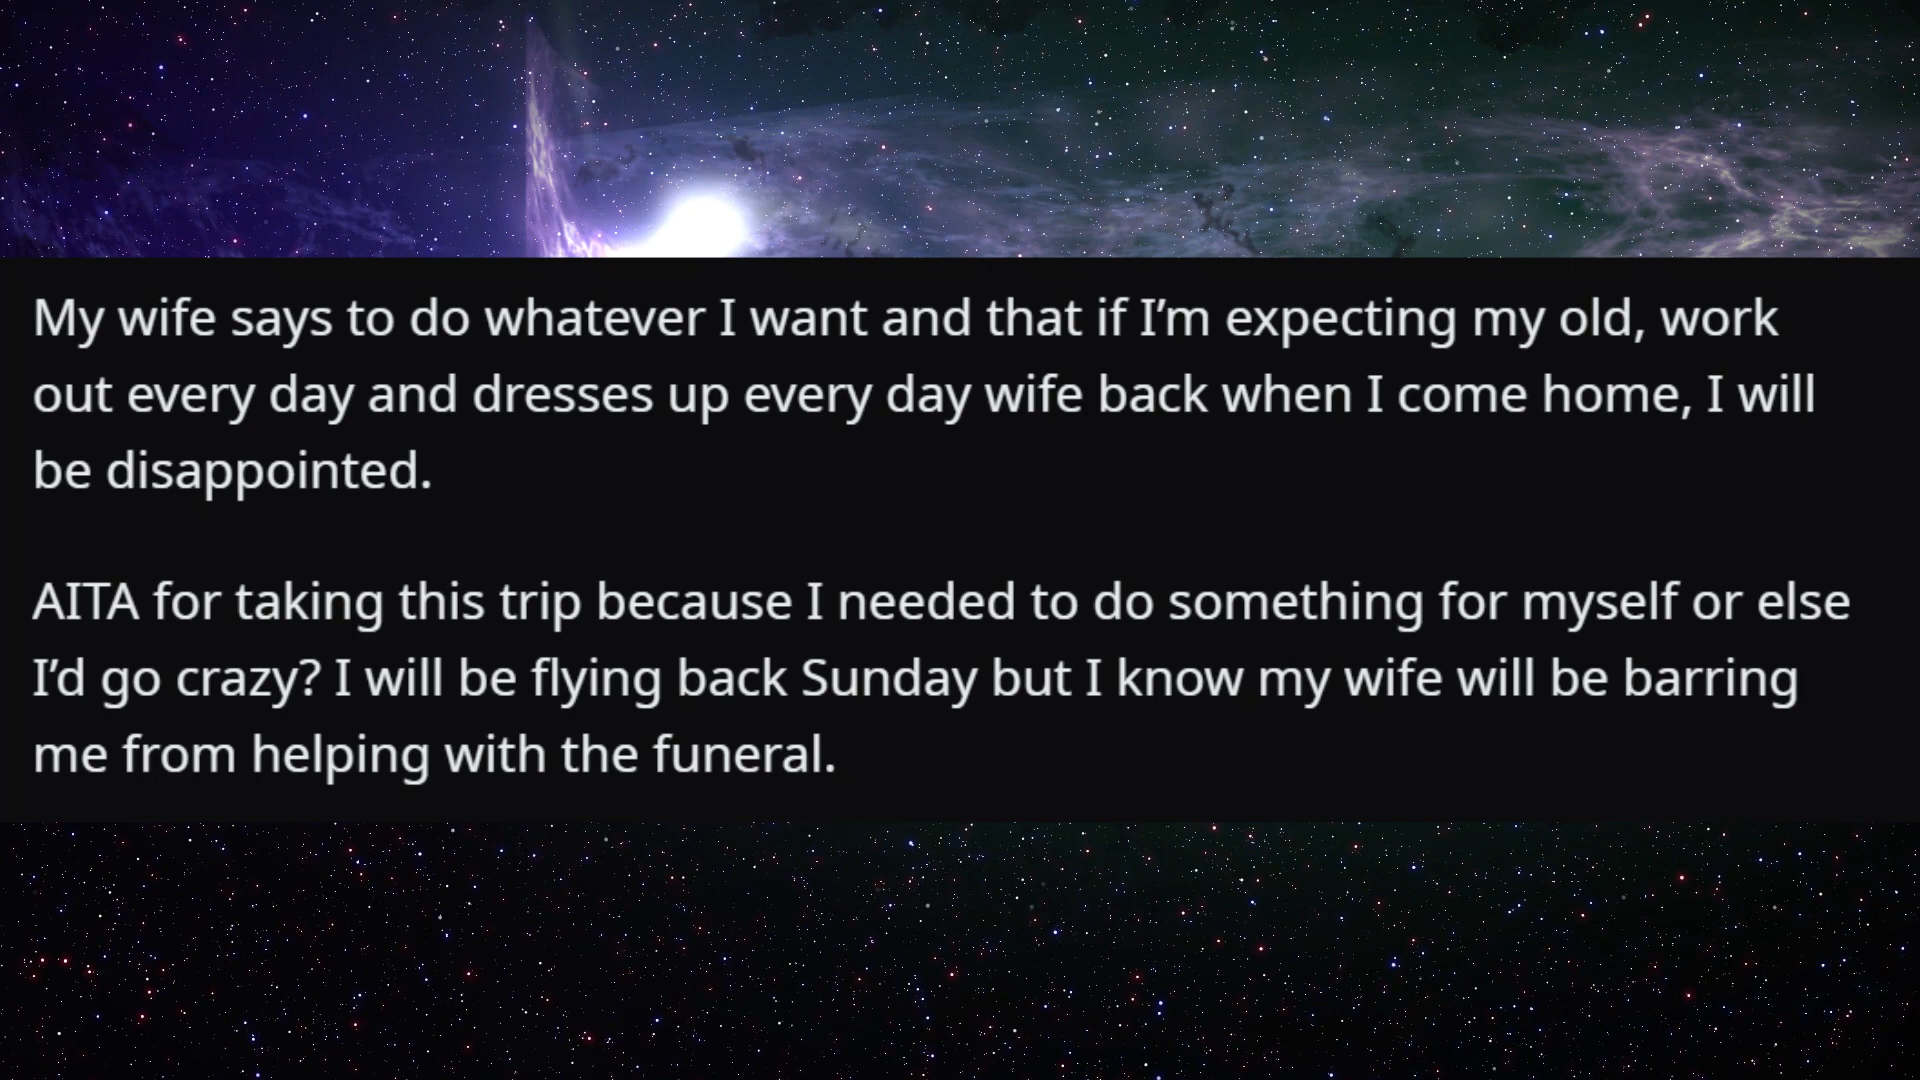 My wife says to do whatever I want and that if I’m expecting my old, work
out every day and dresses up every day wife back when I come home, I will
be disappointed.
AITA for taking this trip because I needed to do something for myself or else
I’d go crazy? I will be flying back Sunday but I know my wife will be barring
me from helping with the funeral.